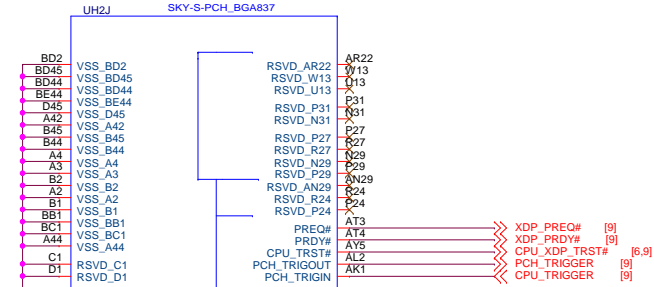 UH2J SKY-S-PCH_BGA837
BD2 VSS_BD2 RSVD_AR22 AR22
BD45 VSS_BD45 RSVD_W13 W13
BD44 VSS_BD44 RSVD_U13 U13
BE44 VSS_BE44
D45 VSS_D45 RSVD_P31 P31
A42 VSS_A42 RSVD_N31 N31
B45 VSS_B45 RSVD_P27 P27
B44 VSS_B44 RSVD_R27 R27
A4 VSS_A4 RSVD_N29 N29
A3 VSS_A3 RSVD_P29 P29
B2 VSS_B2 RSVD_AN29 AN29
A2 VSS_A2 RSVD_R24 R24
B1 VSS_B1 RSVD_P24 P24
BB1 VSS_BB1 PREQ# AT3 XDP_PREQ# [9]
BC1 VSS_BC1 PRDY# AT4 XDP_PRDY# [9]
A44 VSS_A44 CPU_TRST# AY5 CPU_XDP_TRST# [6,9]
C1 RSVD_C1 PCH_TRIGOUT AL2 PCH_TRIGGER [9]
D1 RSVD_D1 PCH_TRIGIN AK1 CPU_TRIGGER [9]